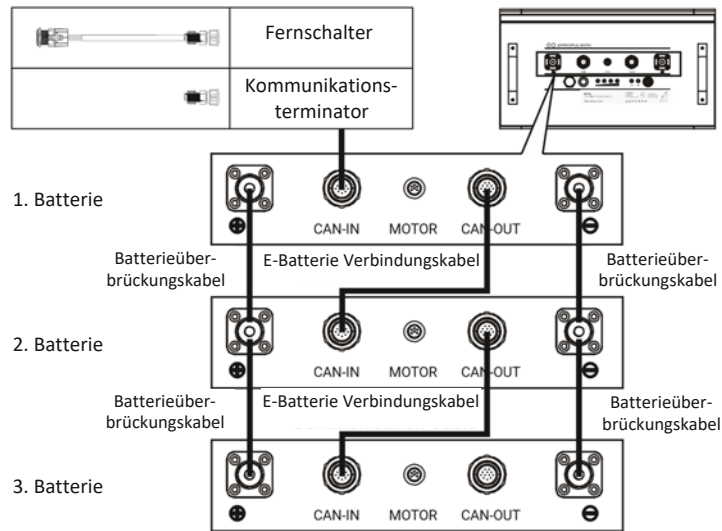 Fernschalter
Kommunikations-
terminator
1. Batterie
CAN-IN
MOTOR
CAN-OUT
Batterieüber-
brückungskabel
E-Batterie Verbindungskabel
Batterieüber-
brückungskabel
2. Batterie
CAN-IN
MOTOR
CAN-OUT
Batterieüber-
brückungskabel
E-Batterie Verbindungskabel
Batterieüber-
brückungskabel
3. Batterie
CAN-IN
MOTOR
CAN-OUT